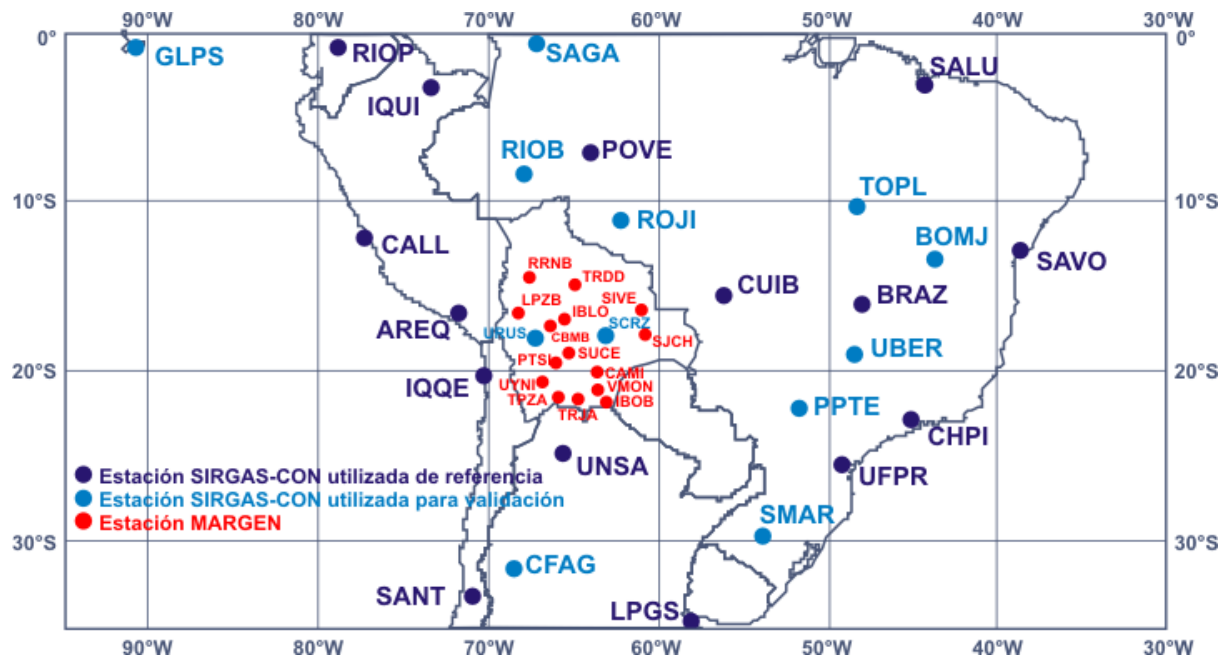 90°W 80°W 70°W 60°W 50°W 40°W 30°W
0° 0°
GLPS RIOP SAGA SALU
IQUI
RIOB POVE
TOPL
10°S 10°S
ROJI
CALL BOMJ
SAVO
RRNB TRDD
CUIB BRAZ
LPZB IBLO SIVE
AREQ URUS CBMB SCRZ
SJCH
UBER
PTSI SUCE
20°S 20°S
IQQE UYNI CAMI
VMON
TPZA IBOB
PPTE
TRJA
CHPI
UNSA UFPR
Estación SIRGAS-CON utilizada de referencia
Estación SIRGAS-CON utilizada para validación
Estación MARGEN
SMAR
30°S 30°S
CFAG
SANT LPGS
90°W 80°W 70°W 60°W 50°W 40°W 30°W